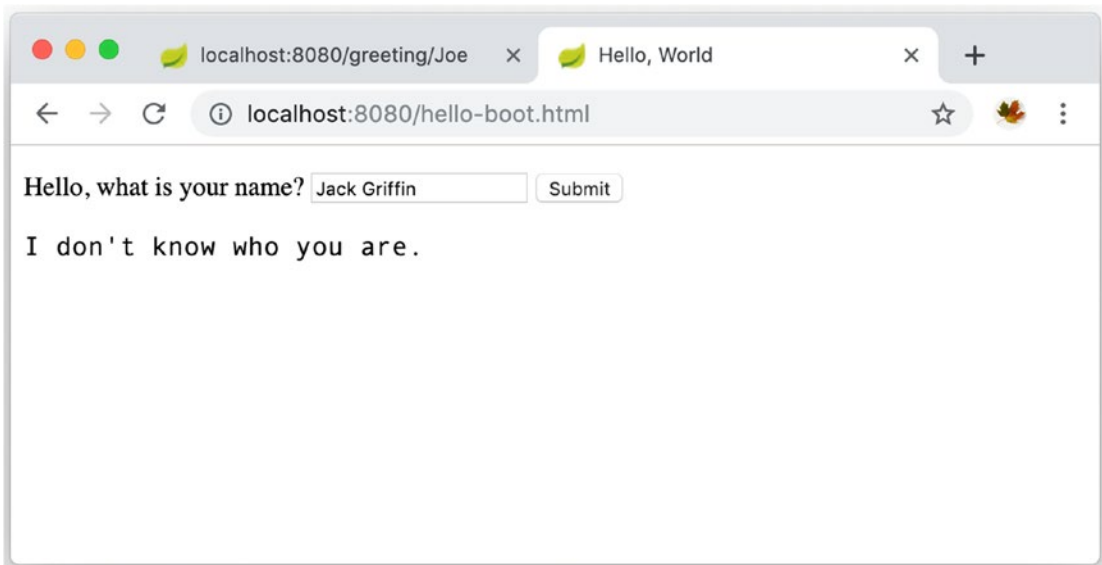 localhost:8080/greeting/Joe
Hello, World
localhost:8080/hello-boot.html
Hello, what is your name? Jack Griffin Submit
I don't know who you are.